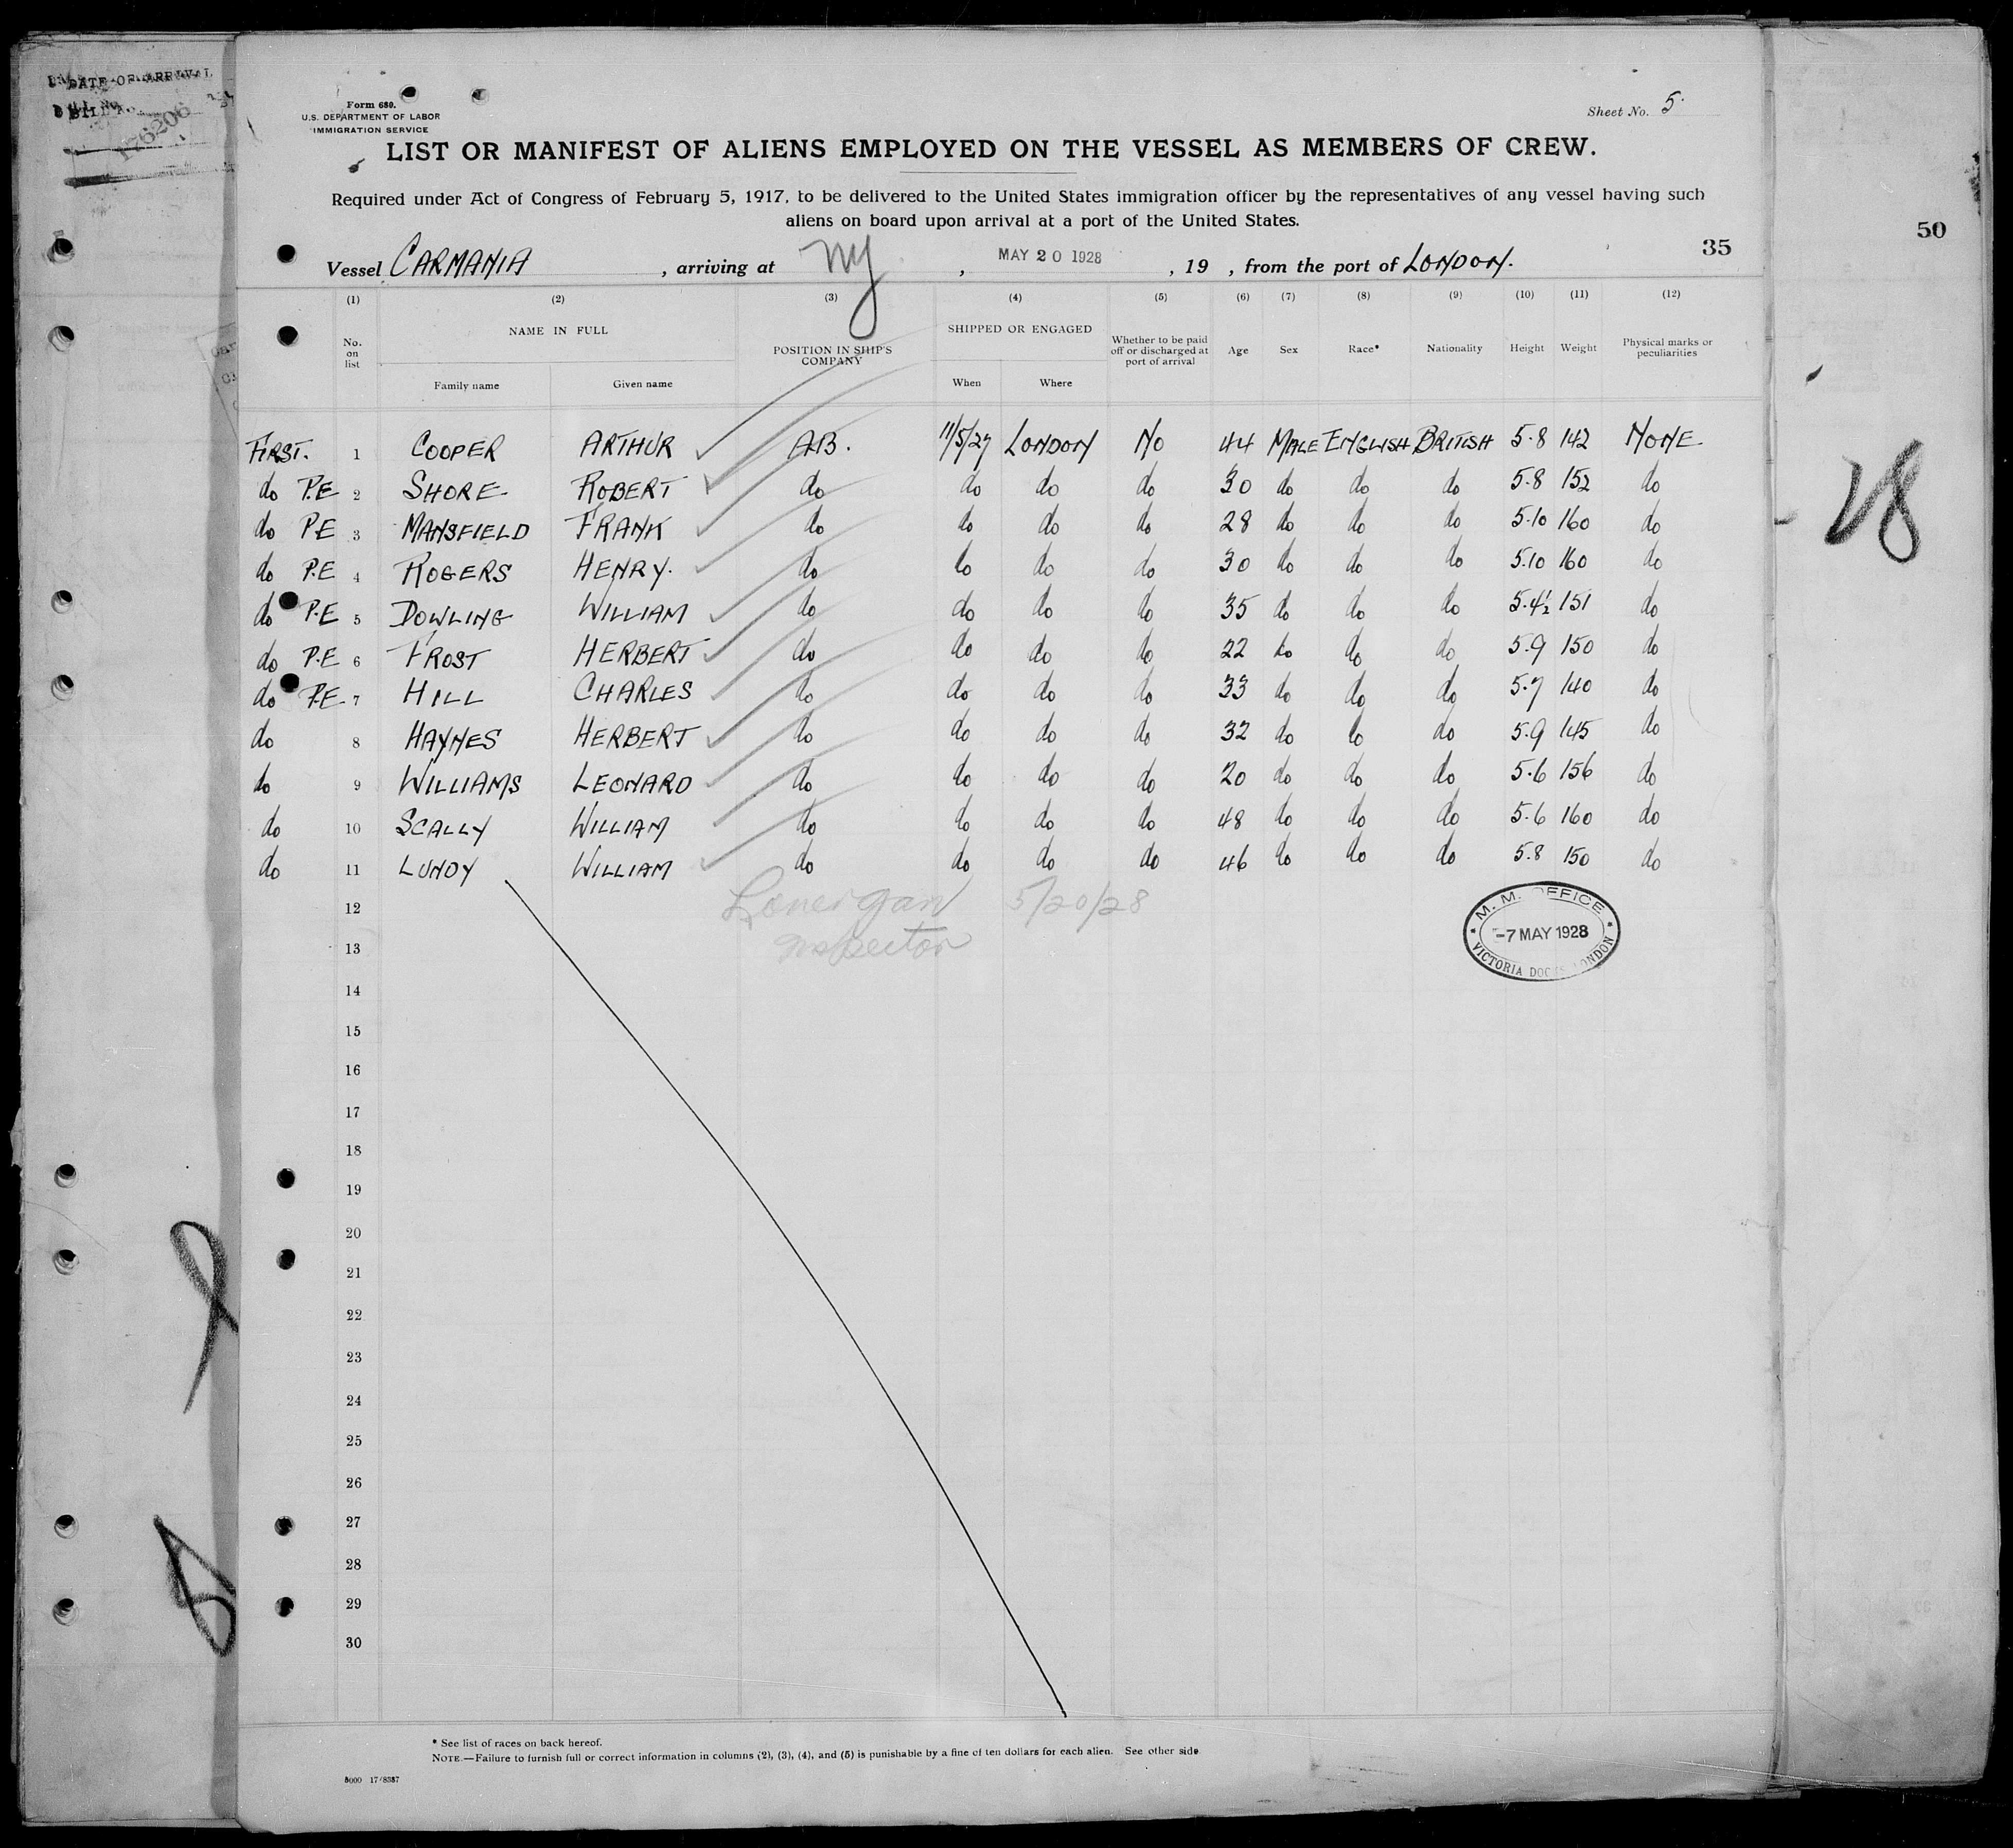 DATE OF ARRIVAL
176206
Form 680.
U.S. DEPARTMENT OF LABOR
IMMIGRATION SERVICE
Sheet No. 5
LIST OR MANIFEST OF ALIENS EMPLOYED ON THE VESSEL AS MEMBERS OF CREW.
Required under Act of Congress of February 5, 1917, to be delivered to the United States immigration officer by the representatives of any vessel having such
aliens on board upon arrival at a port of the United States.
35
50
Vessel CARMANIA, arriving at NY, MAY 20 1928, 19 , from the port of LONDON.
(1) (2) (3) (4) (5) (6) (7) (8) (9) (10) (11) (12)
No. on list NAME IN FULL POSITION IN SHIP'S COMPANY SHIPPED OR ENGAGED Whether to be paid off or discharged at port of arrival Age Sex Race* Nationality Height Weight Physical marks or peculiarities
Family name Given name When Where
FIRST. 1 COOPER ARTHUR A.B. 11/5/27 LONDON NO 44 MALE ENGLISH BRITISH 5.8 142 NONE
do P.E 2 SHORE ROBERT do do do do 30 do do do 5.8 152 do
do P.E 3 MANSFIELD FRANK do do do do 28 do do do 5.10 160 do
do P.E 4 ROGERS HENRY. do do do do 30 do do do 5.10 160 do
do P.E 5 DOWLING WILLIAM do do do do 35 do do do 5.4½ 151 do
do P.E 6 FROST HERBERT do do do do 22 do do do 5.9 150 do
do P.E. 7 HILL CHARLES do do do do 33 do do do 5.7 140 do
do 8 HAYNES HERBERT do do do do 32 do do do 5.9 145 do
do 9 WILLIAMS LEONARD do do do do 20 do do do 5.6 156 do
do 10 SCALLY WILLIAM do do do do 48 do do do 5.6 160 do
do 11 LUNDY WILLIAM do do do do 46 do do do 5.8 150 do
28
12
Lonergan 5/20/28
Inspector
M. M. OFFICE
-7 MAY 1928
VICTORIA DOCKS LONDON
13
14
15
16
17
18
19
20
21
22
23
24
25
26
27
28
29
30
* See list of races on back hereof.
NOTE.—Failure to furnish full or correct information in columns (2), (3), (4), and (5) is punishable by a fine of ten dollars for each alien. See other side
5000 17/8387